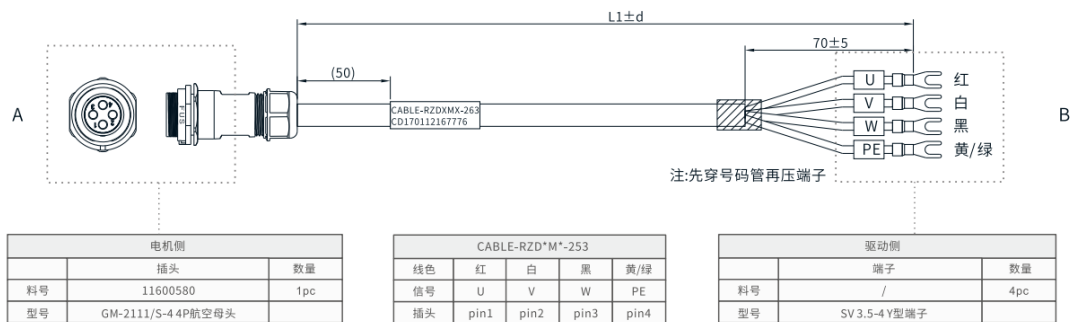 L1±d
70±5
(50)
A
B
CABLE-RZDXMX-263
CD170112167776
U 红
V 白
W 黑
PE 黄/绿
注:先穿号码管再压端子
电机侧
插头 数量
料号 11600580 1pc
型号 GM-2111/S-4 4P航空母头
CABLE-RZD*M*-253
线色 红 白 黑 黄/绿
信号 U V W PE
插头 pin1 pin2 pin3 pin4
驱动侧
端子 数量
料号 / 4pc
型号 SV 3.5-4 Y型端子